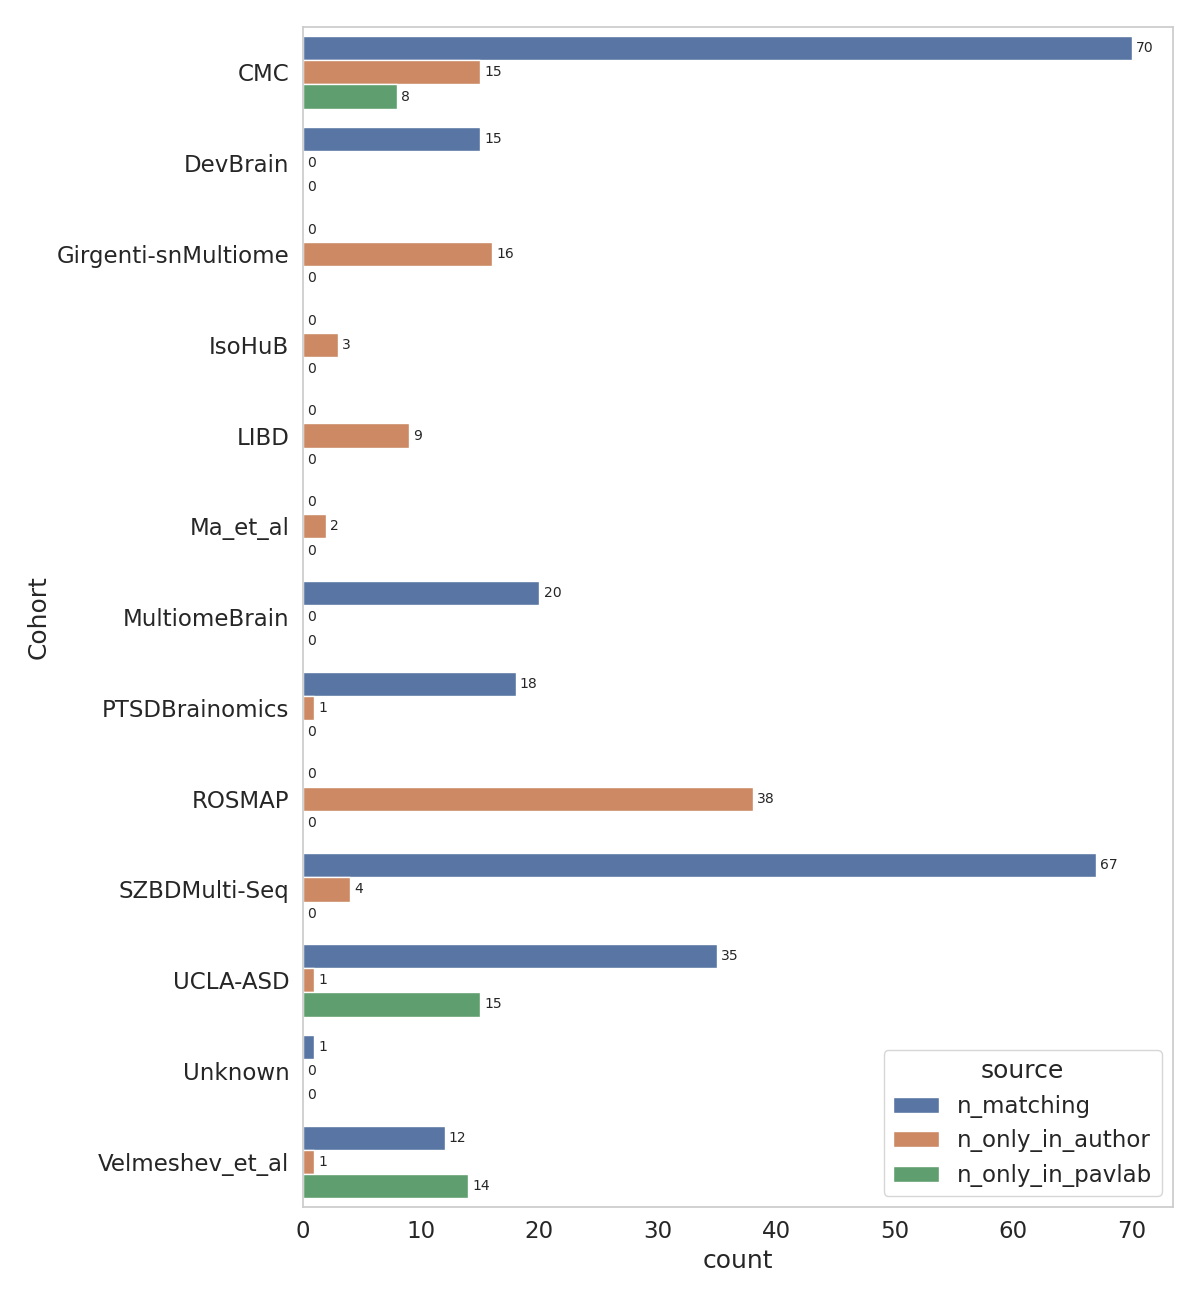 CMC
70
15
8
DevBrain
15
0
0
Girgenti-snMultiome
0
16
0
IsoHuB
0
3
0
LIBD
0
9
0
Ma_et_al
0
2
0
MultiomeBrain
20
0
0
PTSDBrainomics
18
1
0
ROSMAP
0
38
0
SZBDMulti-Seq
67
4
0
UCLA-ASD
35
1
15
Unknown
1
0
0
Velmeshev_et_al
12
1
14
Cohort
source
n_matching
n_only_in_author
n_only_in_pavlab
0 10 20 30 40 50 60 70
count